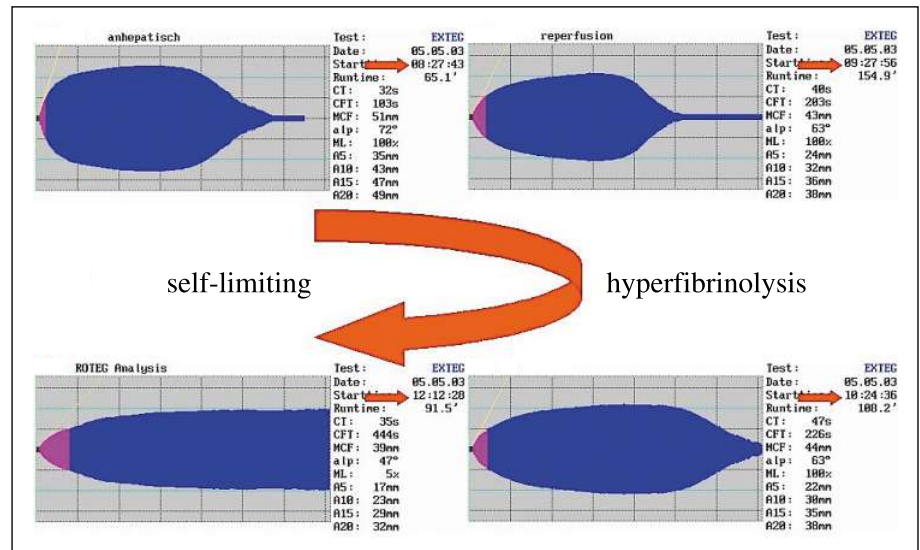 anhepatisch
Test: EXTEG
Date: 05.05.03
Start 08:27:43
Runtime: 65.1'
CT: 32s
CFT: 103s
MCF: 51mm
alp: 72°
ML: 100%
A5: 35mm
A10: 43mm
A15: 47mm
A20: 49mm
reperfusion
Test: EXTEG
Date: 05.05.03
Start 09:27:56
Runtime: 154.9'
CT: 40s
CFT: 203s
MCF: 43mm
alp: 63°
ML: 100%
A5: 24mm
A10: 32mm
A15: 36mm
A20: 38mm
self-limiting hyperfibrinolysis
ROTEG Analysis
Test: EXTEG
Date: 05.05.03
Start 12:12:28
Runtime: 91.5'
CT: 35s
CFT: 444s
MCF: 39mm
alp: 47°
ML: 5%
A5: 17mm
A10: 23mm
A15: 29mm
A20: 32mm
Test: EXTEG
Date: 05.05.03
Start 10:24:36
Runtime: 108.2'
CT: 47s
CFT: 226s
MCF: 44mm
alp: 63°
ML: 100%
A5: 22mm
A10: 30mm
A15: 35mm
A20: 38mm